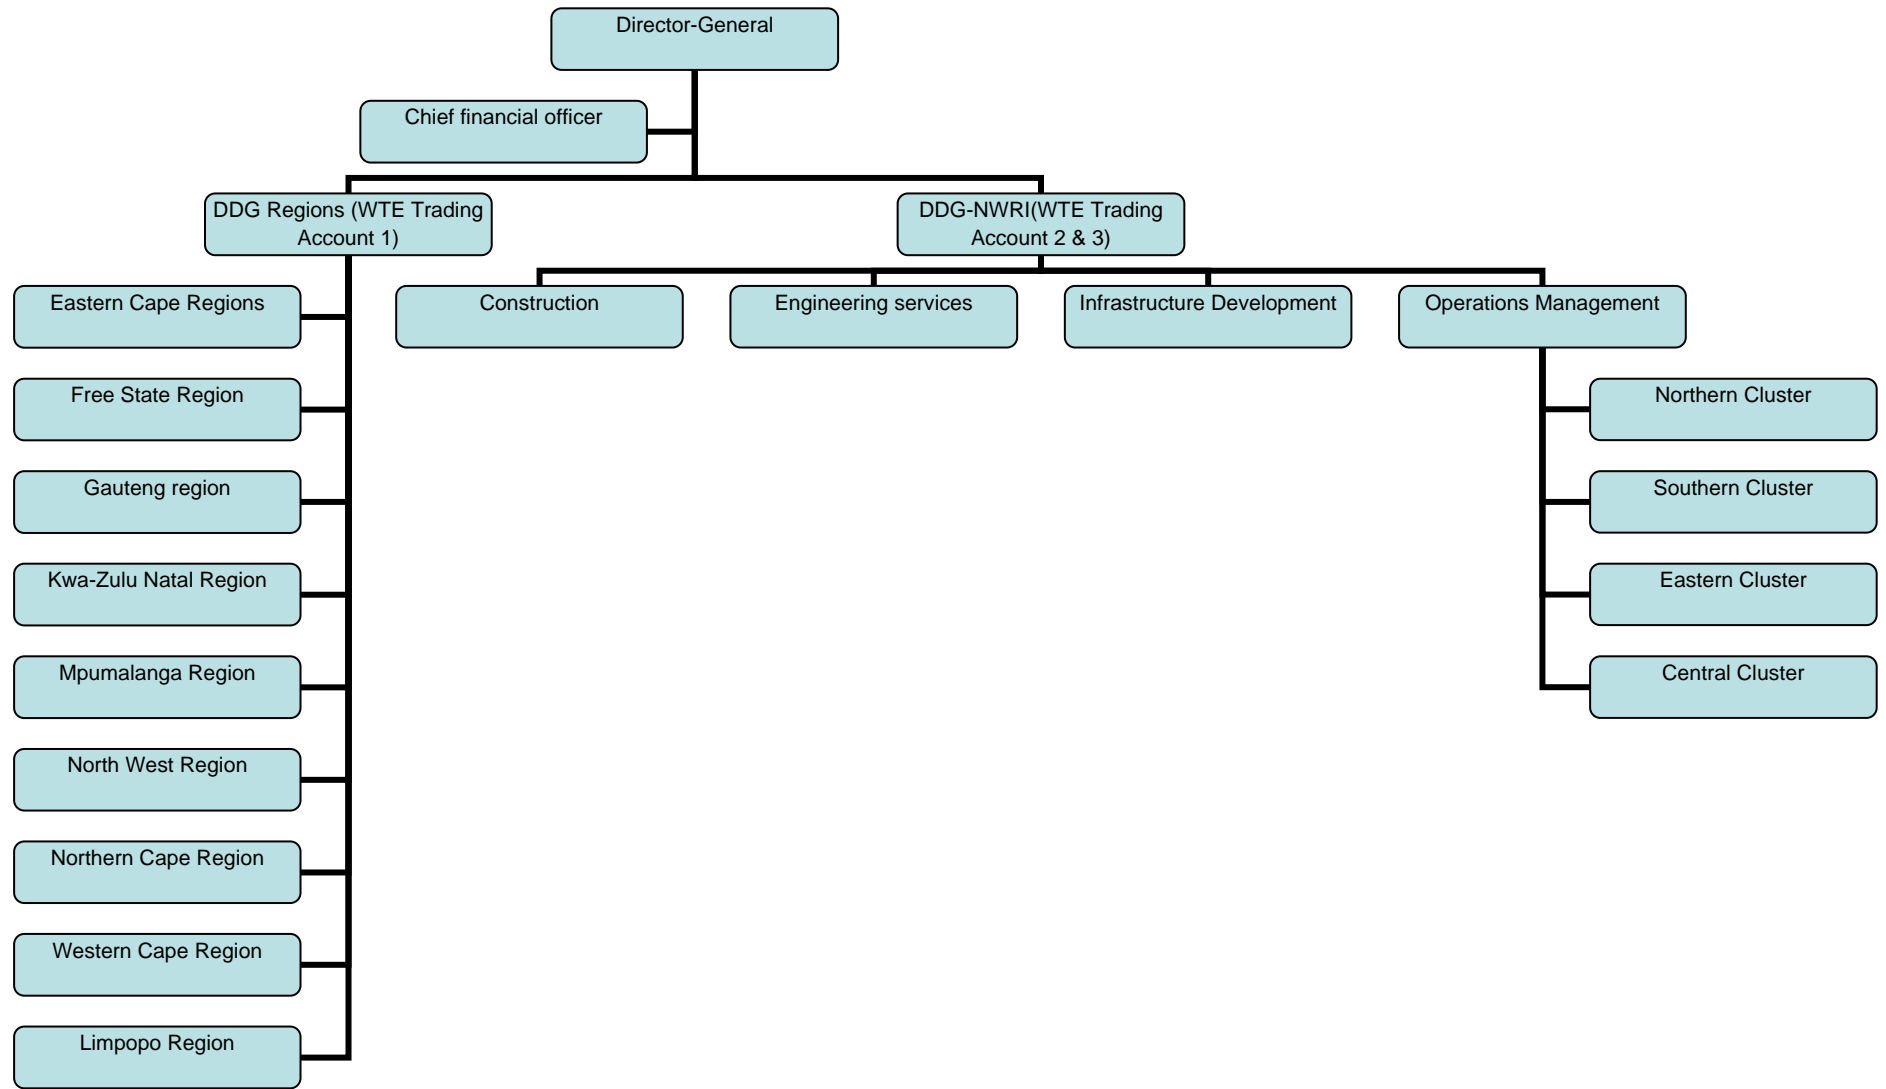 Director-General
Chief financial officer
DDG Regions (WTE Trading
Account 1)
DDG-NWRI(WTE Trading
Account 2 & 3)
Eastern Cape Regions
Construction
Engineering services
Infrastructure Development
Operations Management
Free State Region
Northern Cluster
Gauteng region
Southern Cluster
Kwa-Zulu Natal Region
Eastern Cluster
Mpumalanga Region
Central Cluster
North West Region
Northern Cape Region
Western Cape Region
Limpopo Region